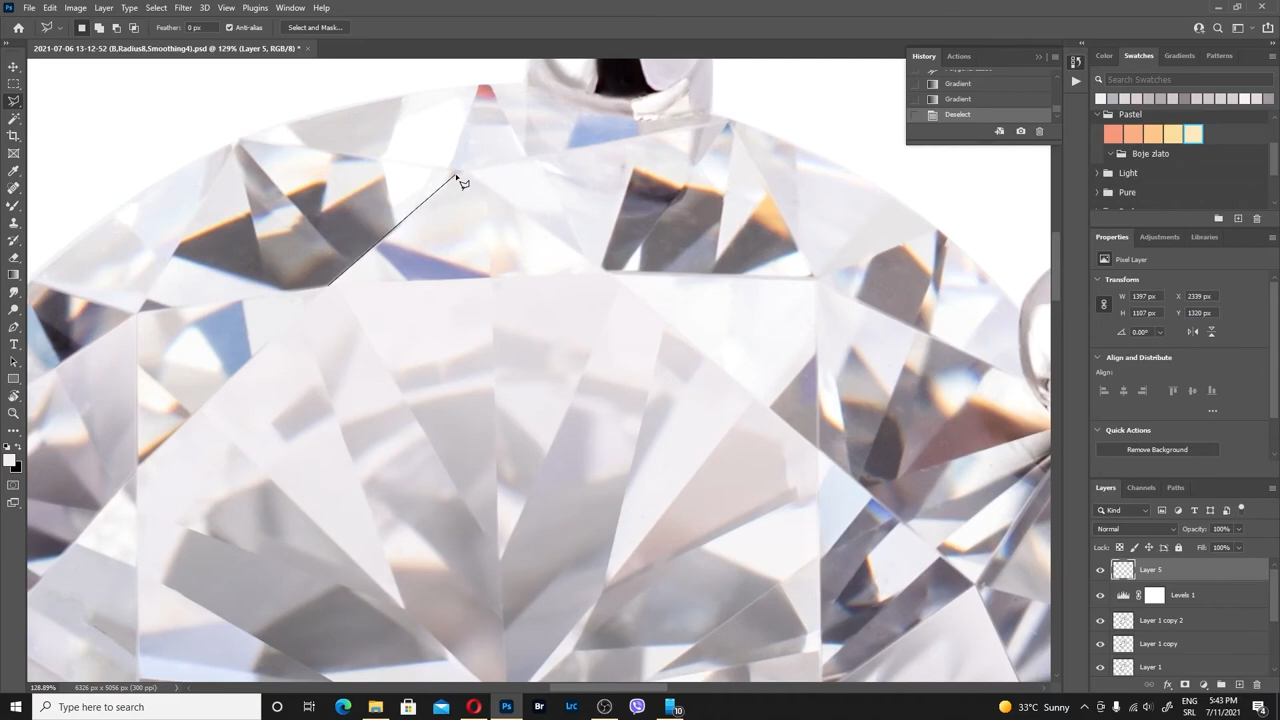 File Edit Image Layer Type Select Filter 3D View Plugins Window Help
Feather: 0 px Anti-alias Select and Mask...
2021-07-06 13-12-52 (B,Radius8,Smoothing4).psd @ 129% (Layer 5, RGB/8) * ×
History Actions
Gradient
Gradient
Deselect
Color Swatches Gradients Patterns
Search Swatches
Pastel
Boje zlato
Light
Pure
Properties Adjustments Libraries
Pixel Layer
Transform
W 1397 px X 2339 px
H 1107 px Y 1320 px
0.00°
Align and Distribute
Align:
Quick Actions
Remove Background
Layers Channels Paths
Kind
Normal Opacity: 100%
Lock: Fill: 100%
Layer 5
Levels 1
Layer 1 copy 2
Layer 1 copy
Layer 1
128.89% 6326 px x 5056 px (300 ppi)
Type here to search
Ps
Br
Lrc
10
33°C Sunny
ENG
SRL
5:43 PM
7/11/2021